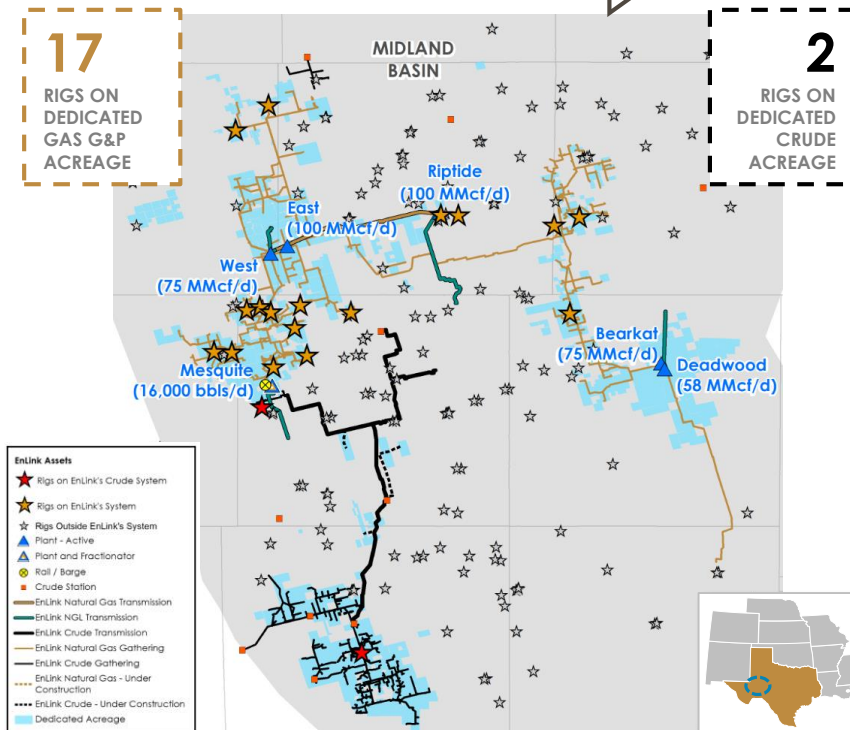 17
RIGS ON
DEDICATED
GAS G&P
ACREAGE
MIDLAND
BASIN
2
RIGS ON
DEDICATED
CRUDE
ACREAGE
Riptide
(100 MMcf/d)
East
(100 MMcf/d)
West
(75 MMcf/d)
Bearkat
(75 MMcf/d)
Deadwood
(58 MMcf/d)
Mesquite
(16,000 bbls/d)
EnLink Assets
Rigs on EnLink's Crude System
Rigs on EnLink's System
Rigs Outside EnLink's System
Plant - Active
Plant and Fractionator
Rail / Barge
Crude Station
EnLink Natural Gas Transmission
EnLink NGL Transmission
EnLink Crude Transmission
EnLink Natural Gas Gathering
EnLink Crude Gathering
EnLink Natural Gas - Under
Construction
EnLink Crude - Under Construction
Dedicated Acreage